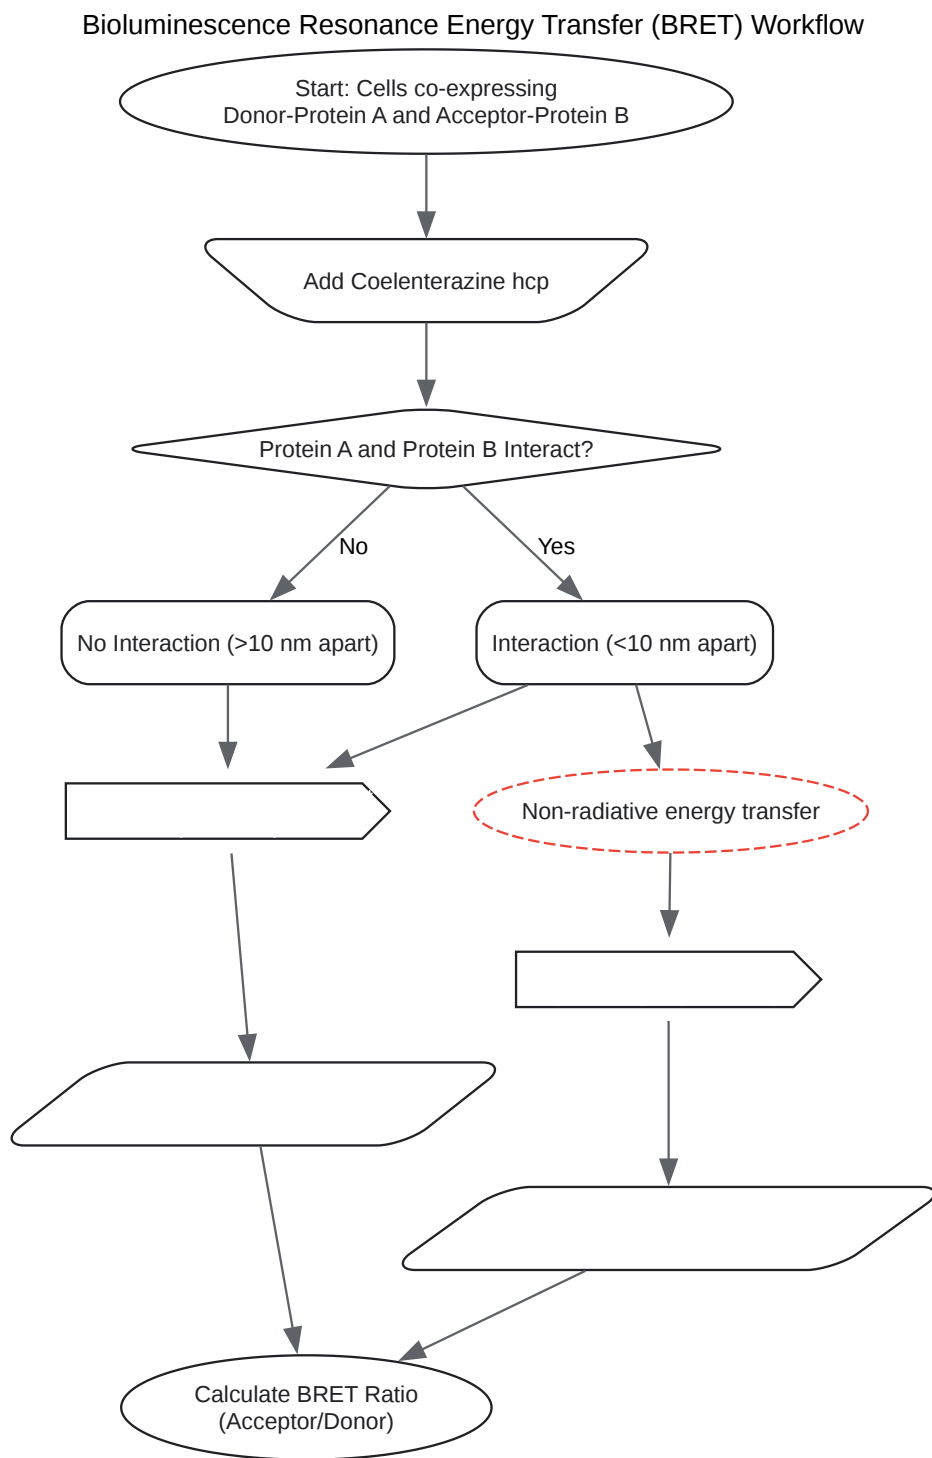 Bioluminescence Resonance Energy Transfer (BRET) Workflow
Start: Cells co-expressing
Donor-Protein A and Acceptor-Protein B
Add Coelenterazine hcp
Protein A and Protein B Interact?
No
Yes
No Interaction (>10 nm apart)
Interaction (<10 nm apart)
Non-radiative energy transfer
Calculate BRET Ratio
(Acceptor/Donor)